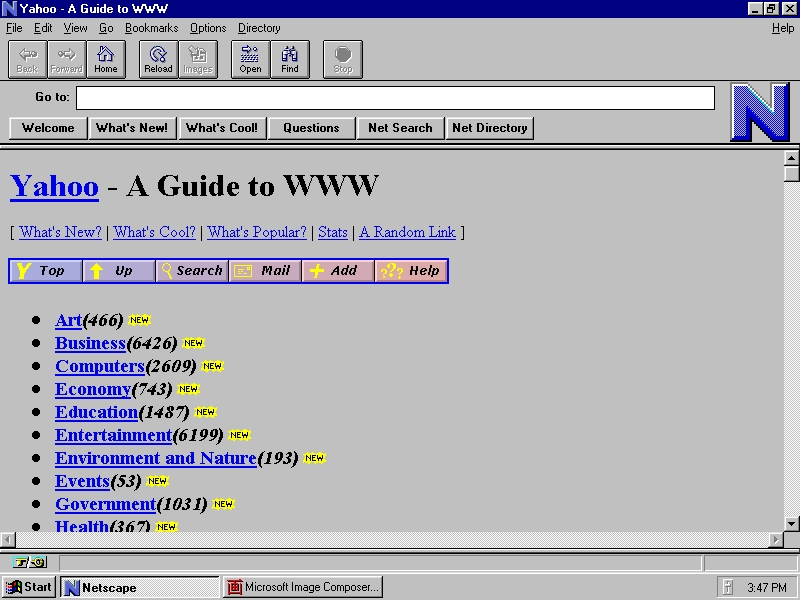 Yahoo - A Guide to WWW
File Edit View Go Bookmarks Options Directory Help
Back Forward Home Reload Images Open Find Stop
Go to:
N
Welcome What's New! What's Cool! Questions Net Search Net Directory
Yahoo - A Guide to WWW
[ What's New? | What's Cool? | What's Popular? | Stats | A Random Link ]
Y Top Up Search Mail Add ??? Help
Art(466) NEW
Business(6426) NEW
Computers(2609) NEW
Economy(743) NEW
Education(1487) NEW
Entertainment(6199) NEW
Environment and Nature(193) NEW
Events(53) NEW
Government(1031) NEW
Health(367) NEW
Start Netscape Microsoft Image Composer... 3:47 PM